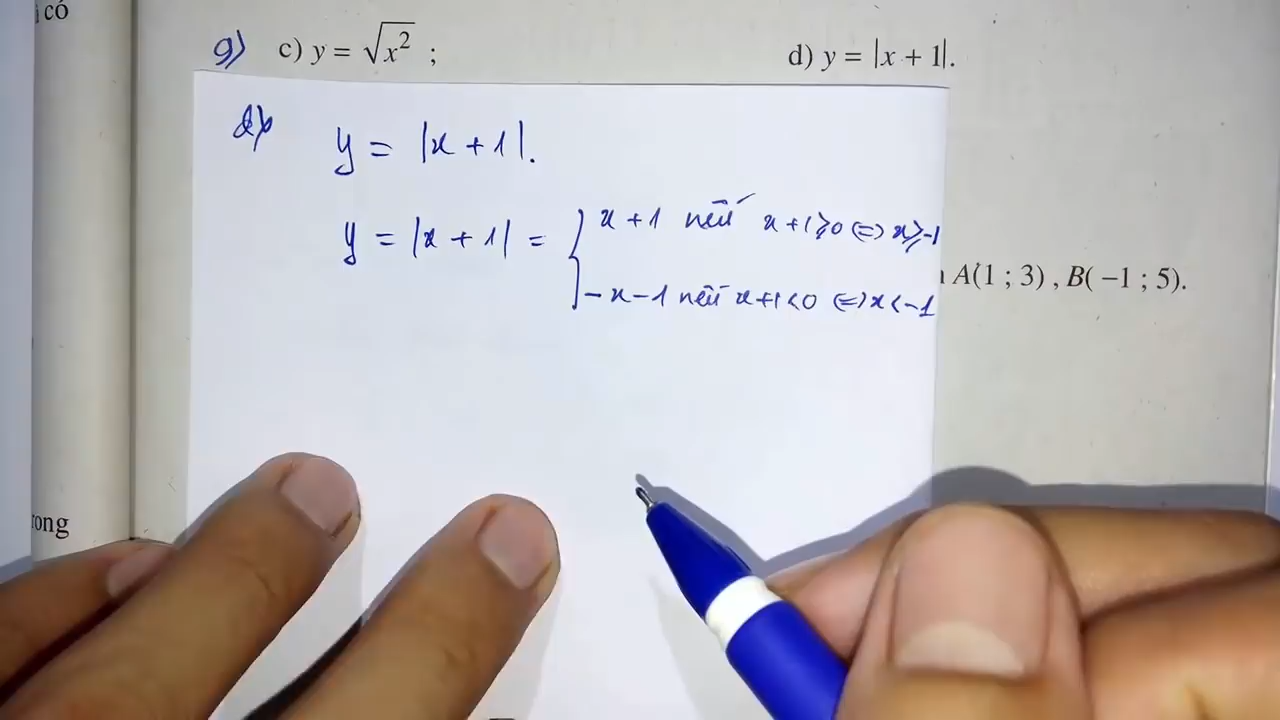 có
g) c) y = √x² ; d) y = |x + 1|.
d) y = |x + 1|.
y = |x + 1| = { x + 1 nếu x + 1 ⩾ 0 <=> x ⩾ -1
- x - 1 nếu x + 1 < 0 <=> x < -1
A(1 ; 3) , B( −1 ; 5).
rong